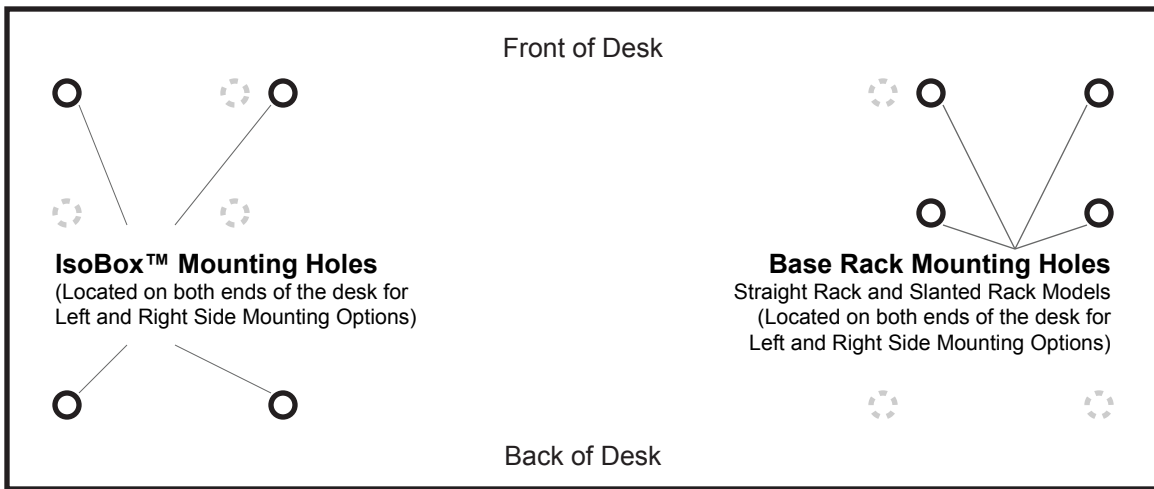 Front of Desk
IsoBox™ Mounting Holes
(Located on both ends of the desk for
Left and Right Side Mounting Options)
Base Rack Mounting Holes
Straight Rack and Slanted Rack Models
(Located on both ends of the desk for
Left and Right Side Mounting Options)
Back of Desk